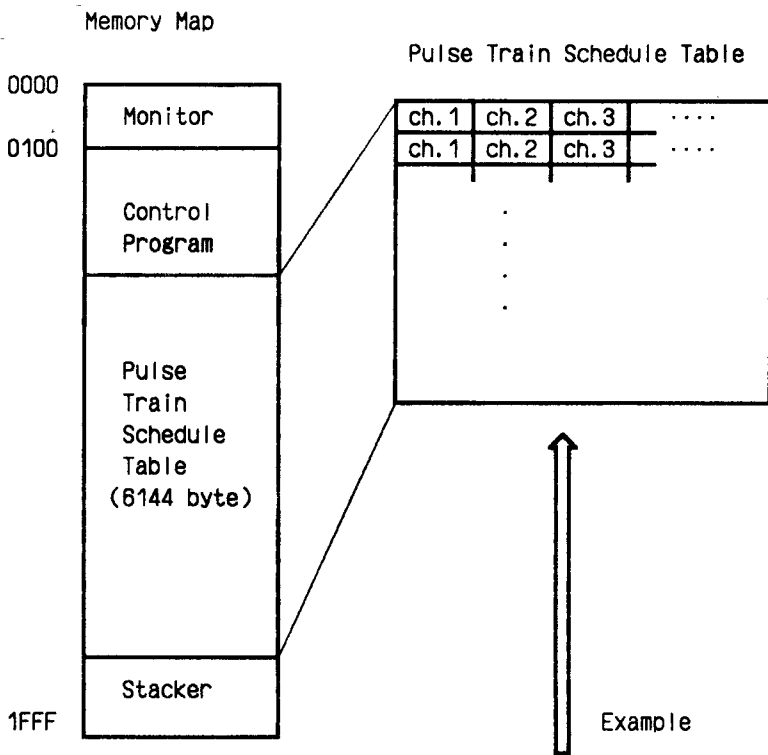 Memory Map
Pulse Train Schedule Table
0000
Monitor
ch.1 ch.2 ch.3 ····
0100
ch.1 ch.2 ch.3 ····
Control
Program
Pulse
Train
Schedule
Table
(6144 byte)
Stacker
1FFF
Example